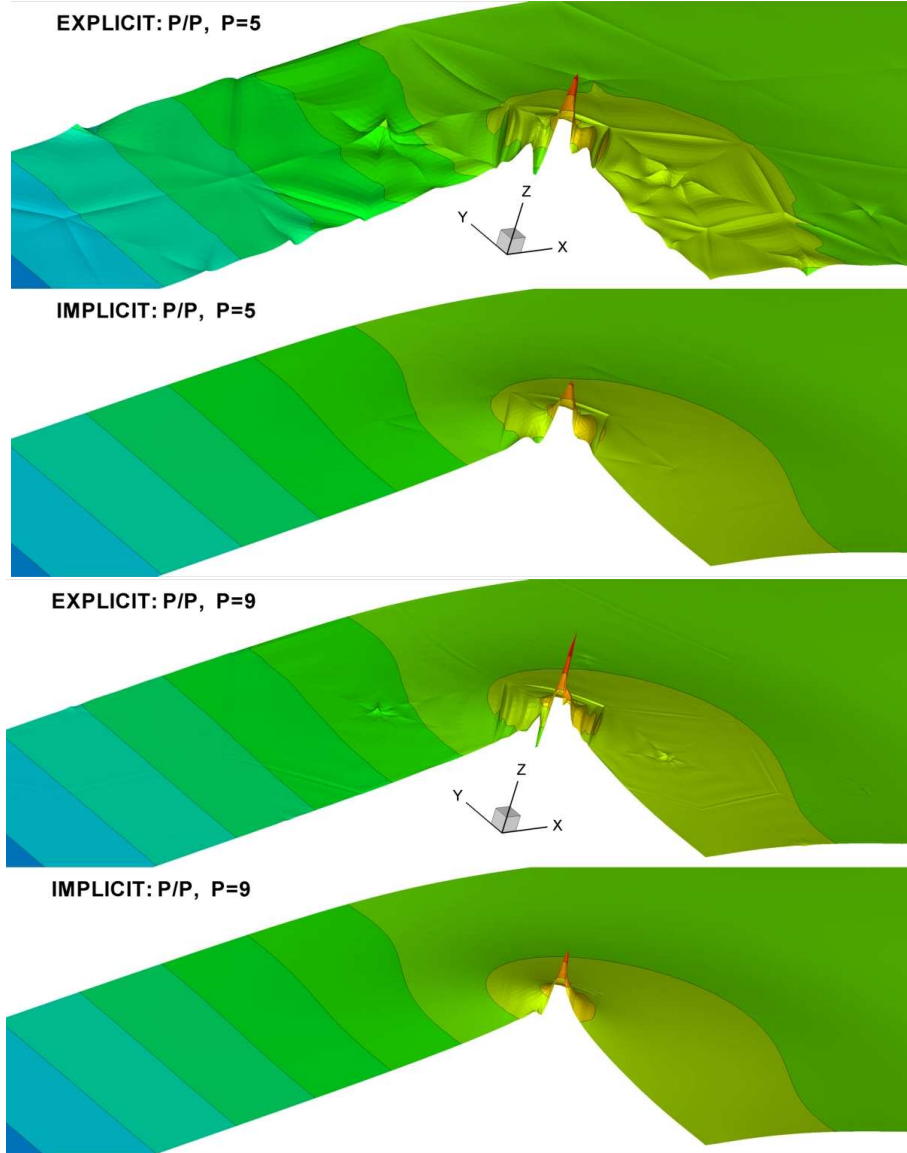 EXPLICIT: P/P, P=5
Z
Y
X
IMPLICIT: P/P, P=5
EXPLICIT: P/P, P=9
Z
Y
X
IMPLICIT: P/P, P=9